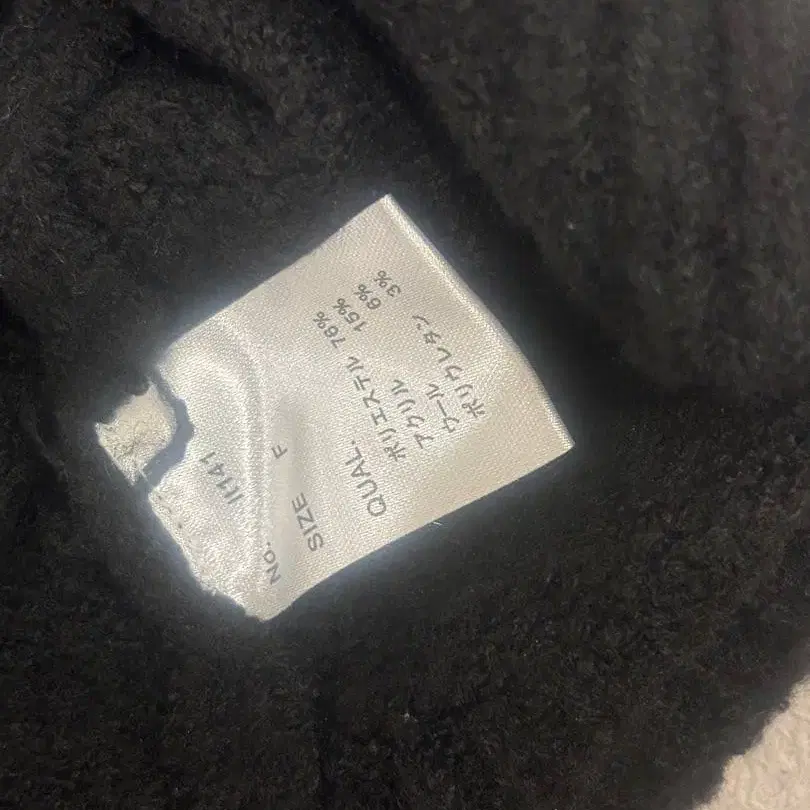 No. IH141
SIZE F
QUAL.
ポリエステル 76%
アクリル 15%
ウール 6%
ポリウレタン 3%